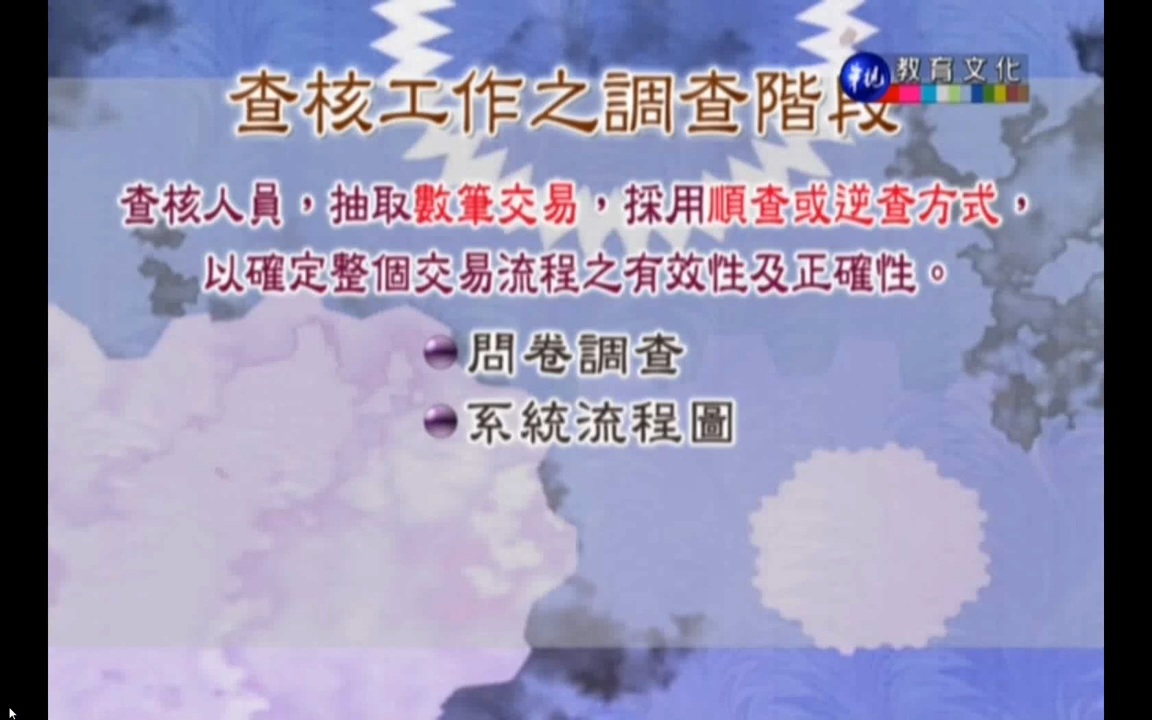 華視 教育文化
查核工作之調查階段
查核人員，抽取數筆交易，採用順查或逆查方式，
以確定整個交易流程之有效性及正確性。
問卷調查
系統流程圖